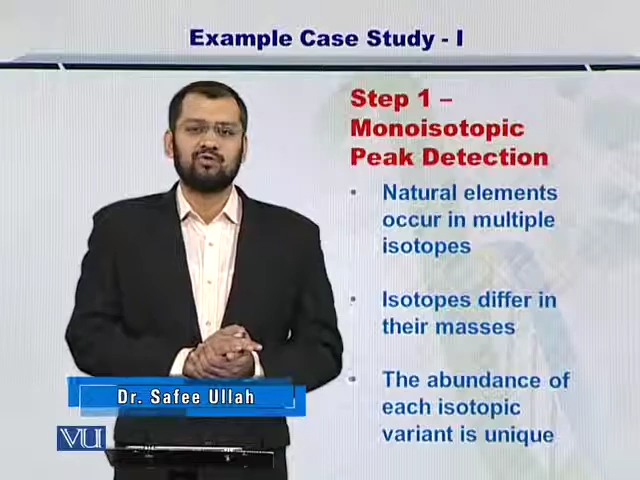 Example Case Study - I
Step 1 –
Monoisotopic
Peak Detection
• Natural elements
occur in multiple
isotopes
• Isotopes differ in
their masses
• The abundance of
each isotopic
variant is unique
Dr. Safee Ullah
VU